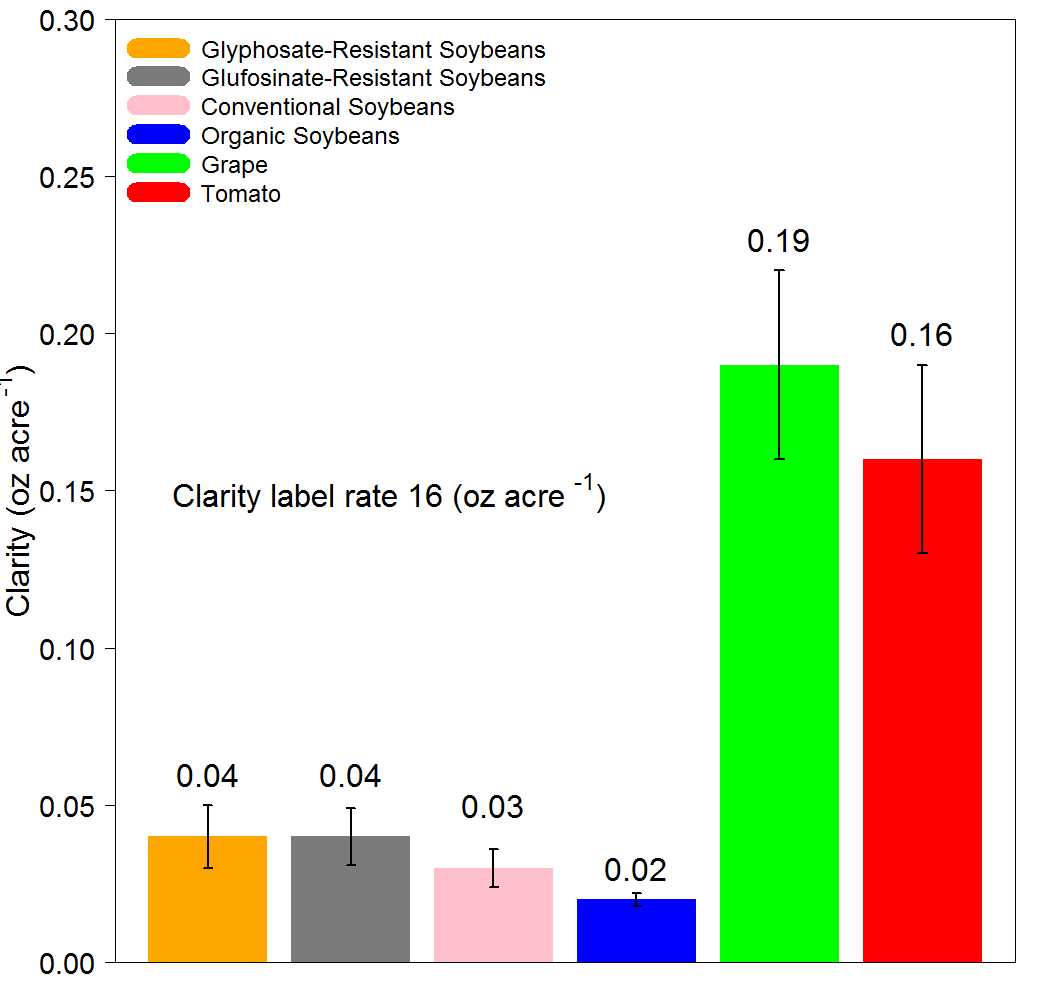 0.30
0.25
0.20
0.15
0.10
0.05
0.00
Clarity (oz acre⁻¹)
Glyphosate-Resistant Soybeans
Glufosinate-Resistant Soybeans
Conventional Soybeans
Organic Soybeans
Grape
Tomato
Clarity label rate 16 (oz acre ⁻¹)
0.04
0.04
0.03
0.02
0.19
0.16